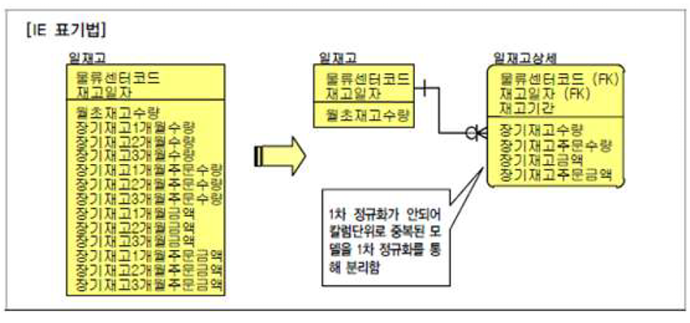 [IE 표기법]
일재고
물류센터코드
재고일자
월초재고수량
장기재고1개월수량
장기재고2개월수량
장기재고3개월수량
장기재고1개월주문수량
장기재고2개월주문수량
장기재고3개월주문수량
장기재고1개월금액
장기재고2개월금액
장기재고3개월금액
장기재고1개월주문금액
장기재고2개월주문금액
장기재고3개월주문금액
일재고
물류센터코드
재고일자
월초재고수량
일재고상세
물류센터코드 (FK)
재고일자 (FK)
재고기간
장기재고수량
장기재고주문수량
장기재고금액
장기재고주문금액
1차 정규화가 안되어
칼럼단위로 중복된 모
델을 1차 정규화를 통
해 분리함